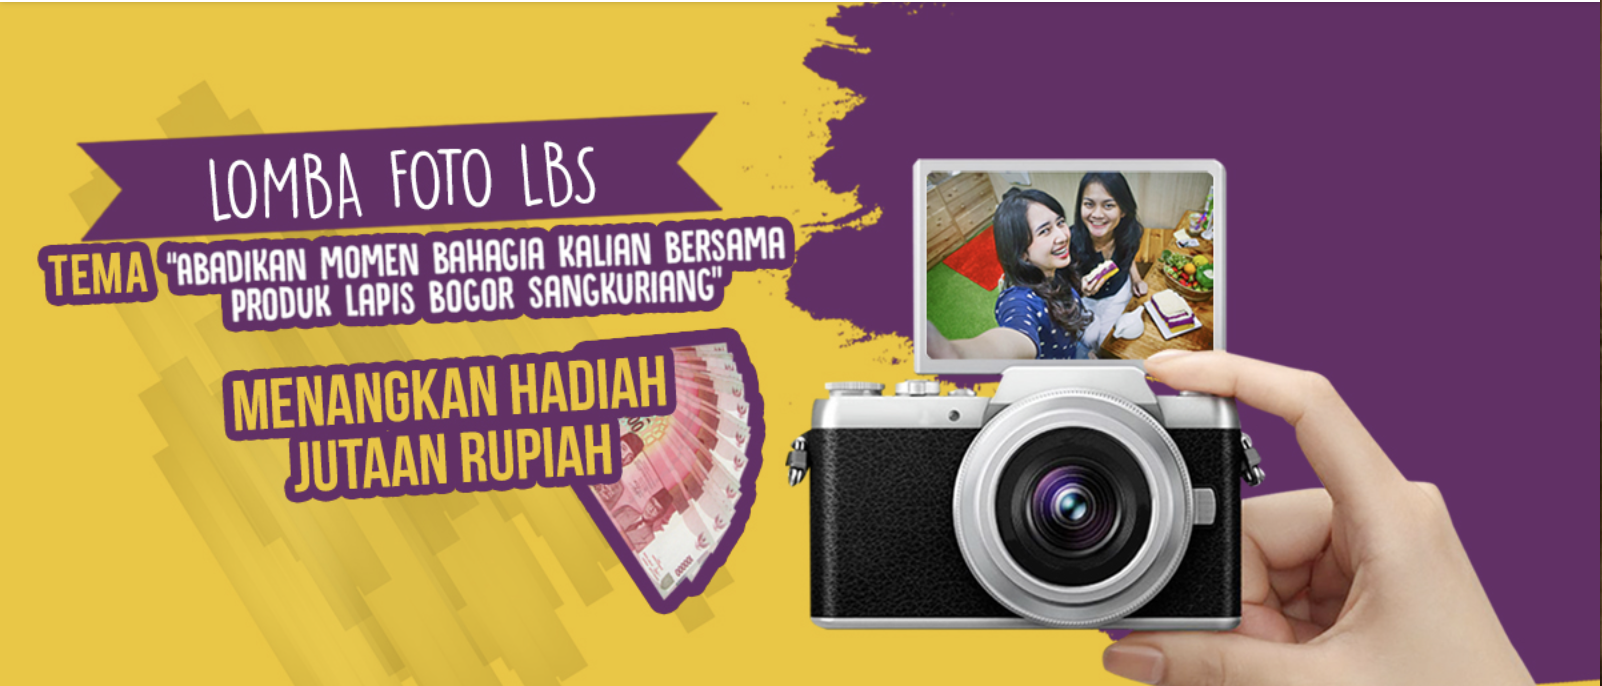 LOMBA FOTO LBS
TEMA "ABADIKAN MOMEN BAHAGIA KALIAN BERSAMA
PRODUK LAPIS BOGOR SANGKURIANG"
MENANGKAN HADIAH
JUTAAN RUPIAH